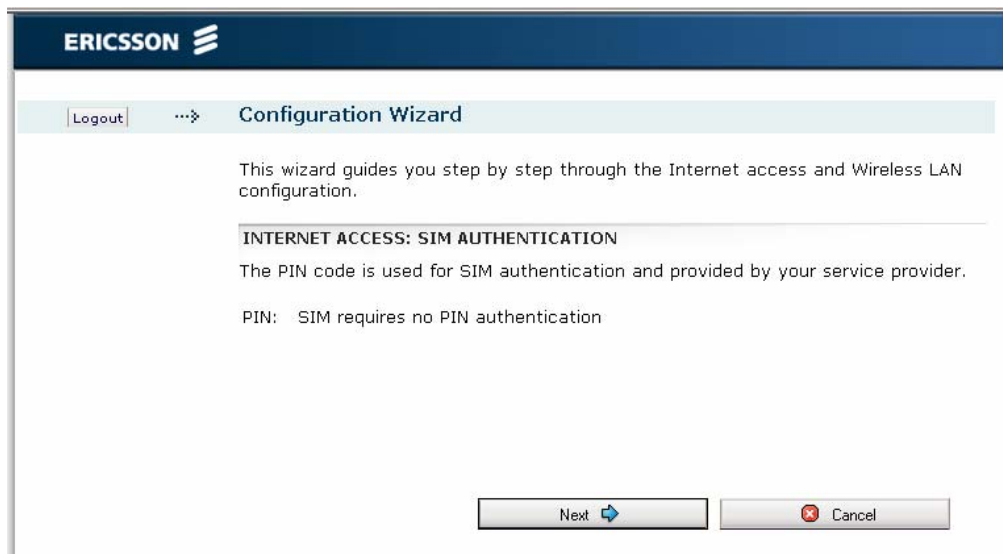 ERICSSON
Logout
Configuration Wizard
This wizard guides you step by step through the Internet access and Wireless LAN
configuration.
INTERNET ACCESS: SIM AUTHENTICATION
The PIN code is used for SIM authentication and provided by your service provider.
PIN: SIM requires no PIN authentication
Next
Cancel